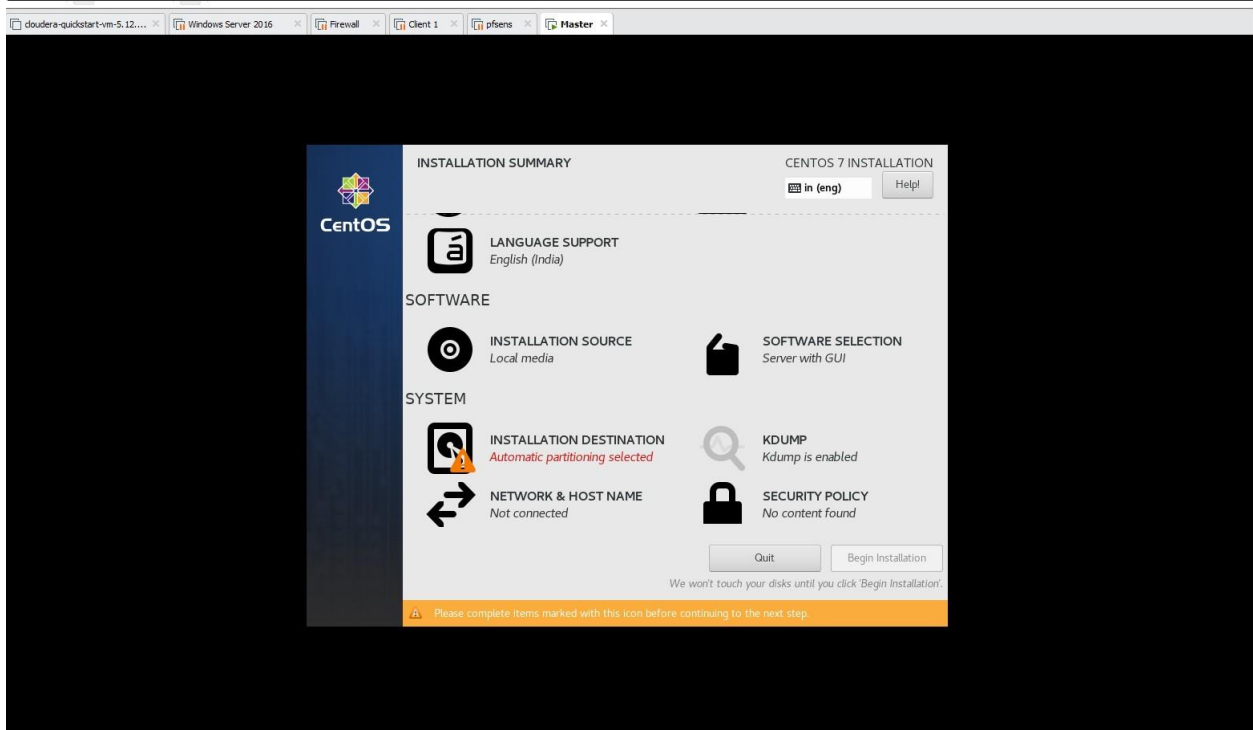 cloudera-quickstart-vm-5.12....
Windows Server 2016
Firewall
Client 1
pfsens
Master
INSTALLATION SUMMARY
CENTOS 7 INSTALLATION
in (eng)
Help!
CentOS
á
LANGUAGE SUPPORT
English (India)
SOFTWARE
INSTALLATION SOURCE
Local media
SOFTWARE SELECTION
Server with GUI
SYSTEM
INSTALLATION DESTINATION
Automatic partitioning selected
KDUMP
Kdump is enabled
NETWORK & HOST NAME
Not connected
SECURITY POLICY
No content found
Quit
Begin Installation
We won't touch your disks until you click 'Begin Installation'.
Please complete items marked with this icon before continuing to the next step.